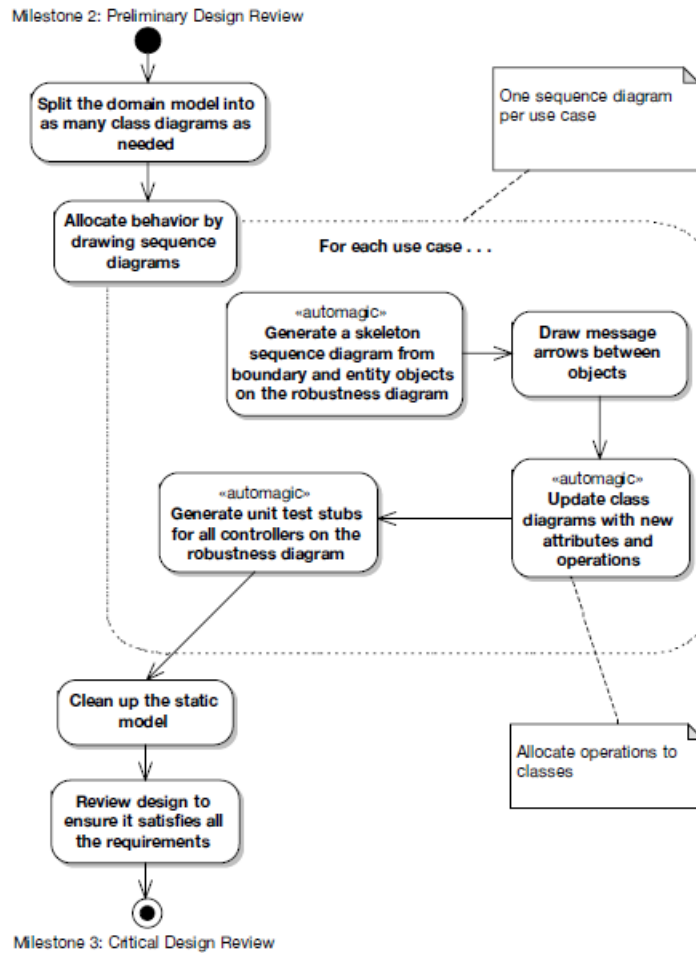 Milestone 2: Preliminary Design Review
Split the domain model into
as many class diagrams as
needed
One sequence diagram
per use case
Allocate behavior by
drawing sequence
diagrams
For each use case . . .
«automagic»
Generate a skeleton
sequence diagram from
boundary and entity objects
on the robustness diagram
Draw message
arrows between
objects
«automagic»
Update class
diagrams with new
attributes and
operations
«automagic»
Generate unit test stubs
for all controllers on the
robustness diagram
Clean up the static
model
Allocate operations to
classes
Review design to
ensure it satisfies all
the requirements
Milestone 3: Critical Design Review